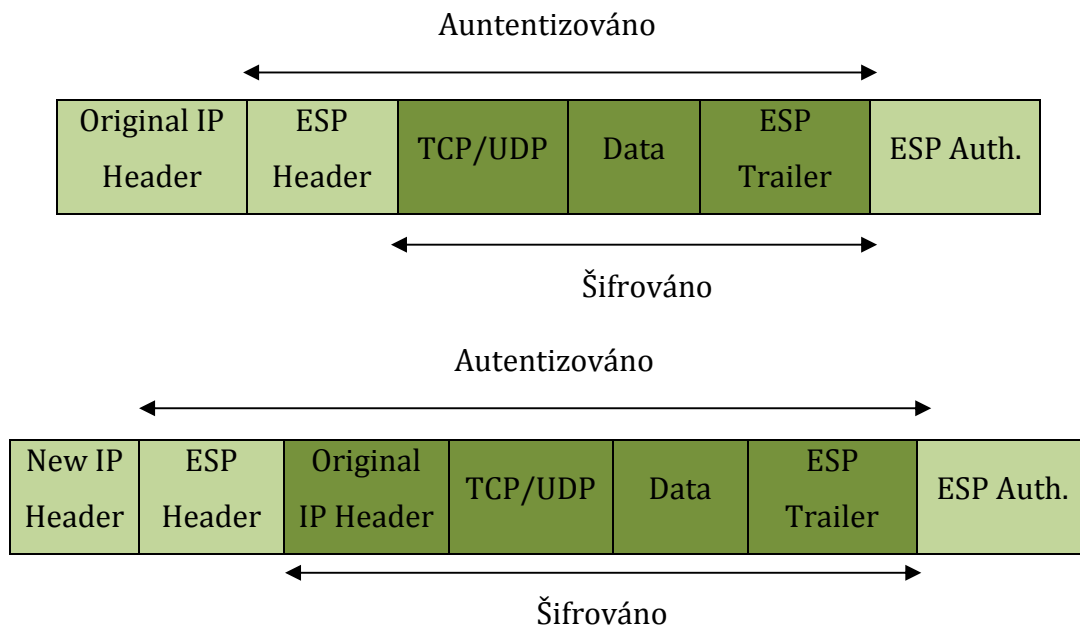 Auntentizováno
Original IP Header
ESP Header
TCP/UDP
Data
ESP Trailer
ESP Auth.
Šifrováno
Autentizováno
New IP Header
ESP Header
Original IP Header
TCP/UDP
Data
ESP Trailer
ESP Auth.
Šifrováno